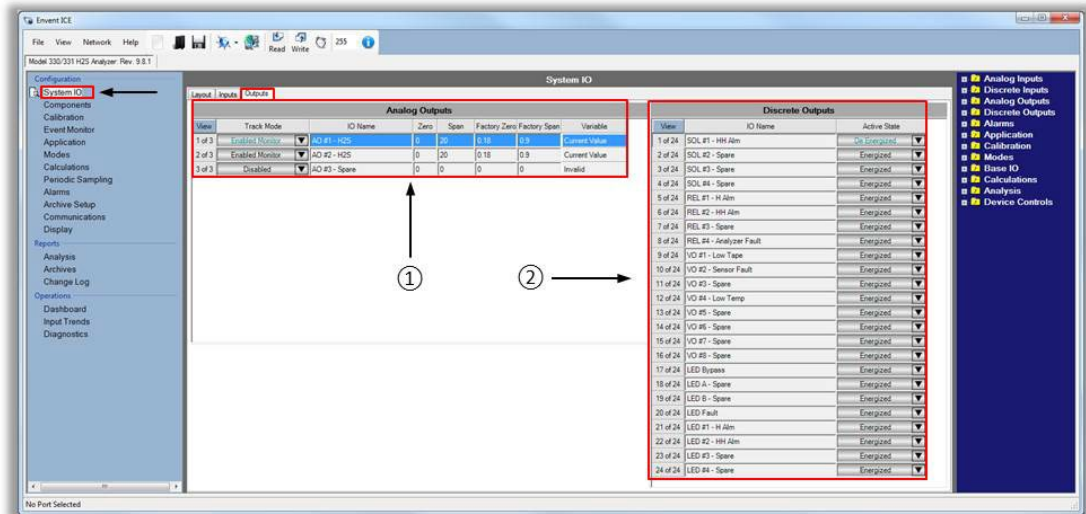 Envent ICE
File View Network Help Read Write 255
Model 330/331 H2S Analyzer Rev. 9.8.1
Configuration
System IO
Components
Calibration
Event Monitor
Application
Modes
Calculations
Periodic Sampling
Alarms
Archive Setup
Communications
Display
Reports
Analysis
Archives
Change Log
Operations
Dashboard
Input Trends
Diagnostics
System IO
Layout Inputs Outputs
Analog Outputs
View Track Mode IO Name Zero Span Factory Zero Factory Span Variable
1 of 3 Enabled Monitor AO #1 - H2S 0 20 0.18 0.9 Current Value
2 of 3 Enabled Monitor AO #2 - H2S 0 20 0.18 0.9 Current Value
3 of 3 Disabled AO #3 - Spare 0 0 0 0 Invalid
1
2
Discrete Outputs
View IO Name Active State
1 of 24 SOL #1 - HH Alm De Energized
2 of 24 SOL #2 - Spare Energized
3 of 24 SOL #3 - Spare Energized
4 of 24 SOL #4 - Spare Energized
5 of 24 REL #1 - H Alm Energized
6 of 24 REL #2 - HH Alm Energized
7 of 24 REL #3 - Spare Energized
8 of 24 REL #4 - Analyzer Fault Energized
9 of 24 VO #1 - Low Tape Energized
10 of 24 VO #2 - Sensor Fault Energized
11 of 24 VO #3 - Spare Energized
12 of 24 VO #4 - Low Temp Energized
13 of 24 VO #5 - Spare Energized
14 of 24 VO #6 - Spare Energized
15 of 24 VO #7 - Spare Energized
16 of 24 VO #8 - Spare Energized
17 of 24 LED Bypass Energized
18 of 24 LED A - Spare Energized
19 of 24 LED B - Spare Energized
20 of 24 LED Fault Energized
21 of 24 LED #1 - H Alm Energized
22 of 24 LED #2 - HH Alm Energized
23 of 24 LED #3 - Spare Energized
24 of 24 LED #4 - Spare Energized
Analog Inputs
Discrete Inputs
Analog Outputs
Discrete Outputs
Alarms
Application
Calibration
Modes
Base IO
Calculations
Analysis
Device Controls
No Port Selected